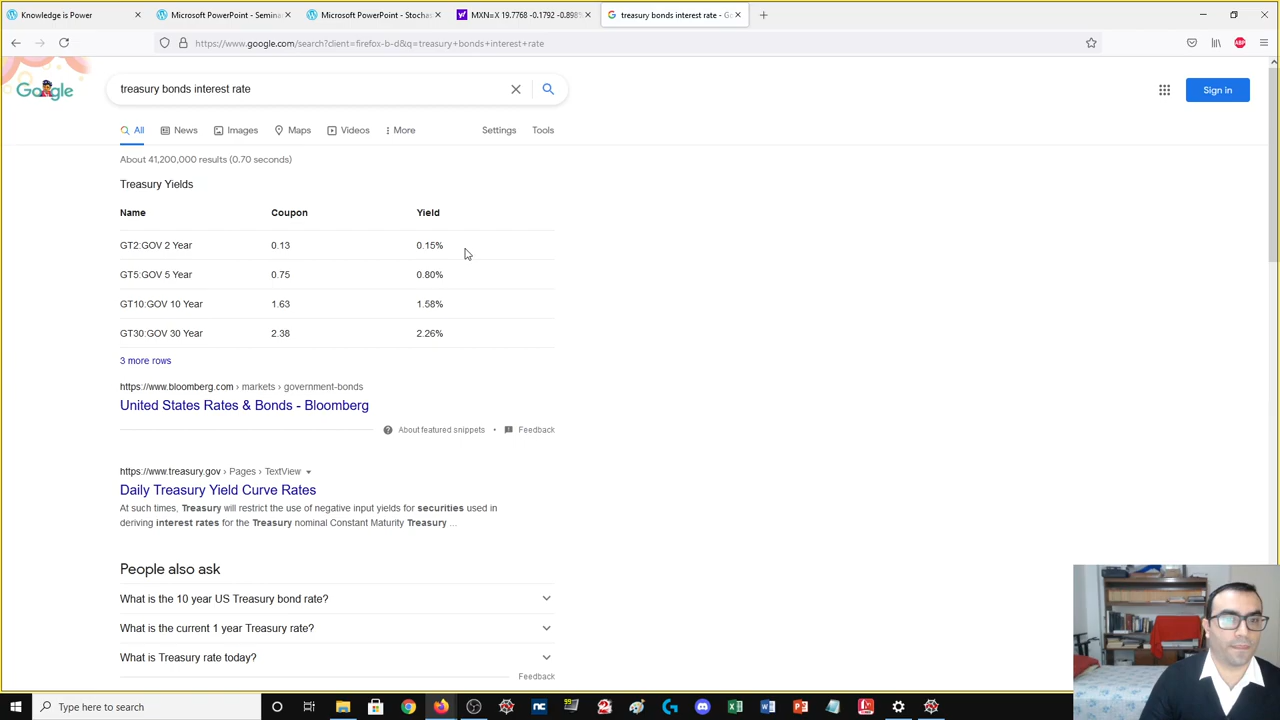 Knowledge is Power
Microsoft PowerPoint - Semina
Microsoft PowerPoint - Stochas
MXN=X 19.7768 -0.1792 -0.898%
treasury bonds interest rate - Go
https://www.google.com/search?client=firefox-b-d&q=treasury+bonds+interest+rate
ABP
Google
treasury bonds interest rate
Sign in
All
News
Images
Maps
Videos
More
Settings
Tools
About 41,200,000 results (0.70 seconds)
Treasury Yields
Name Coupon Yield
GT2:GOV 2 Year 0.13 0.15%
GT5:GOV 5 Year 0.75 0.80%
GT10:GOV 10 Year 1.63 1.58%
GT30:GOV 30 Year 2.38 2.26%
3 more rows
https://www.bloomberg.com › markets › government-bonds
United States Rates & Bonds - Bloomberg
About featured snippets • Feedback
https://www.treasury.gov › Pages › TextView
Daily Treasury Yield Curve Rates
At such times, Treasury will restrict the use of negative input yields for securities used in
deriving interest rates for the Treasury nominal Constant Maturity Treasury ...
People also ask
What is the 10 year US Treasury bond rate?
What is the current 1 year Treasury rate?
What is Treasury rate today?
Feedback
Type here to search